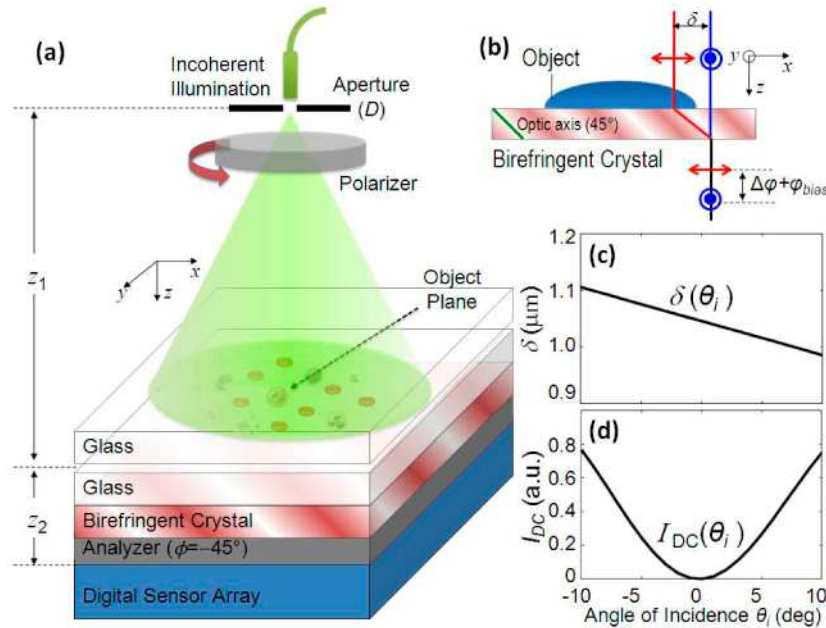 (a)
Incoherent
Illumination
Aperture
(D)
Polarizer
z₁
x
y
z
Object
Plane
Glass
Glass
z₂
Birefringent Crystal
Analyzer (ϕ=−45°)
Digital Sensor Array
(b)
δ
Object
y
x
z
Optic axis (45°)
Birefringent Crystal
Δφ+φbias
(c)
1.2
1.1
1.0
0.9
δ (μm)
δ(θᵢ)
(d)
0.8
0.6
0.4
0.2
0
I_DC (a.u.)
I_DC(θᵢ)
-10 -5 0 5 10
Angle of Incidence θᵢ (deg)